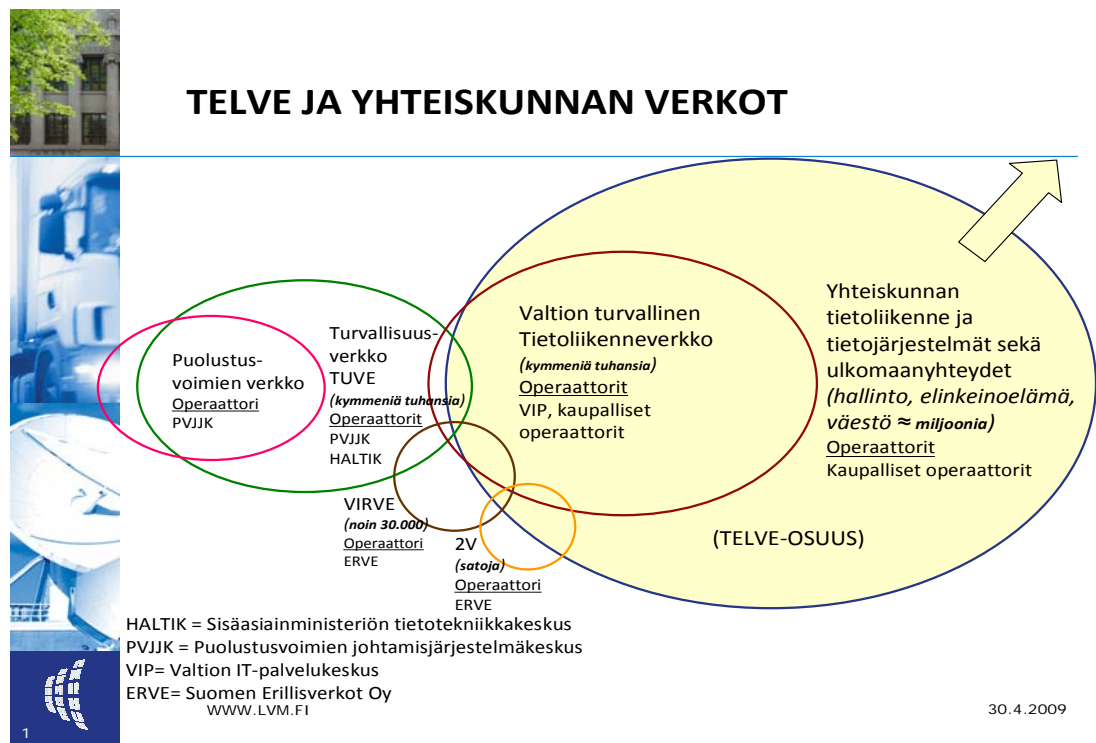 TELVE JA YHTEISKUNNAN VERKOT
Puolustus-
voimien verkko
Operaattori
PVJJK
Turvallisuus-
verkko
TUVE
(kymmeniä tuhansia)
Operaattorit
PVJJK
HALTIK
Valtion turvallinen
Tietoliikenneverkko
(kymmeniä tuhansia)
Operaattorit
VIP, kaupalliset
operaattorit
Yhteiskunnan
tietoliikenne ja
tietojärjestelmät sekä
ulkomaanyhteydet
(hallinto, elinkeinoelämä,
väestö ≈ miljoonia)
Operaattorit
Kaupalliset operaattorit
VIRVE
(noin 30.000)
Operaattori
ERVE
2V
(satoja)
Operaattori
ERVE
(TELVE-OSUUS)
HALTIK = Sisäasiainministeriön tietotekniikkakeskus
PVJJK = Puolustusvoimien johtamisjärjestelmäkeskus
VIP= Valtion IT-palvelukeskus
ERVE= Suomen Erillisverkot Oy
WWW.LVM.FI
30.4.2009
1